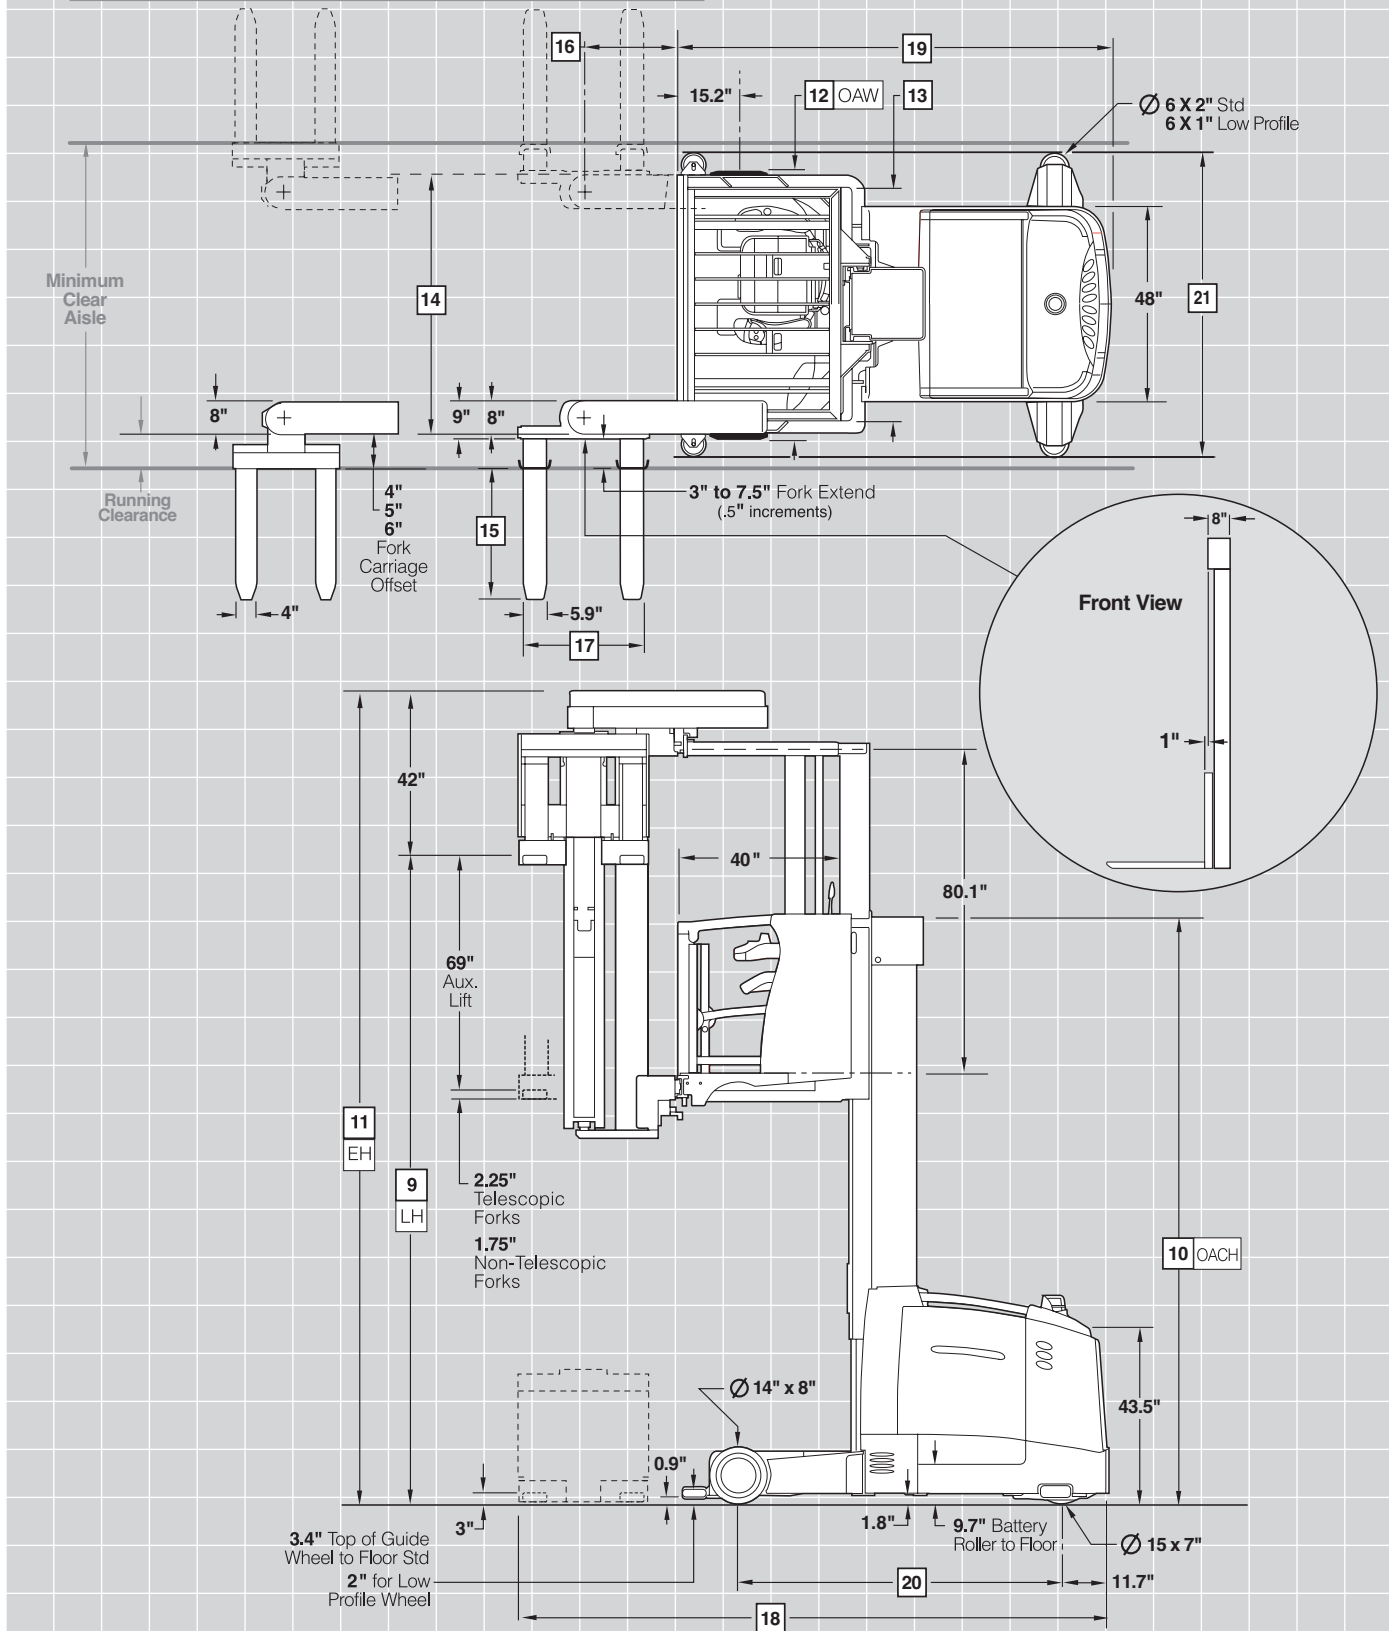 16
19
15.2"
12 OAW
13
Ø 6 X 2" Std
6 X 1" Low Profile
Minimum
Clear
Aisle
14
48"
21
8"
9"
8"
Running
Clearance
4"
5"
6"
Fork
Carriage
Offset
15
3" to 7.5" Fork Extend
(.5" increments)
4"
5.9"
17
8"
Front View
1"
42"
40"
80.1"
69"
Aux.
Lift
11
EH
9
LH
2.25"
Telescopic
Forks
1.75"
Non-Telescopic
Forks
10 OACH
Ø 14" x 8"
43.5"
0.9"
3"
1.8"
9.7" Battery
Roller to Floor
Ø 15 x 7"
3.4" Top of Guide
Wheel to Floor Std
2" for Low
Profile Wheel
20
11.7"
18